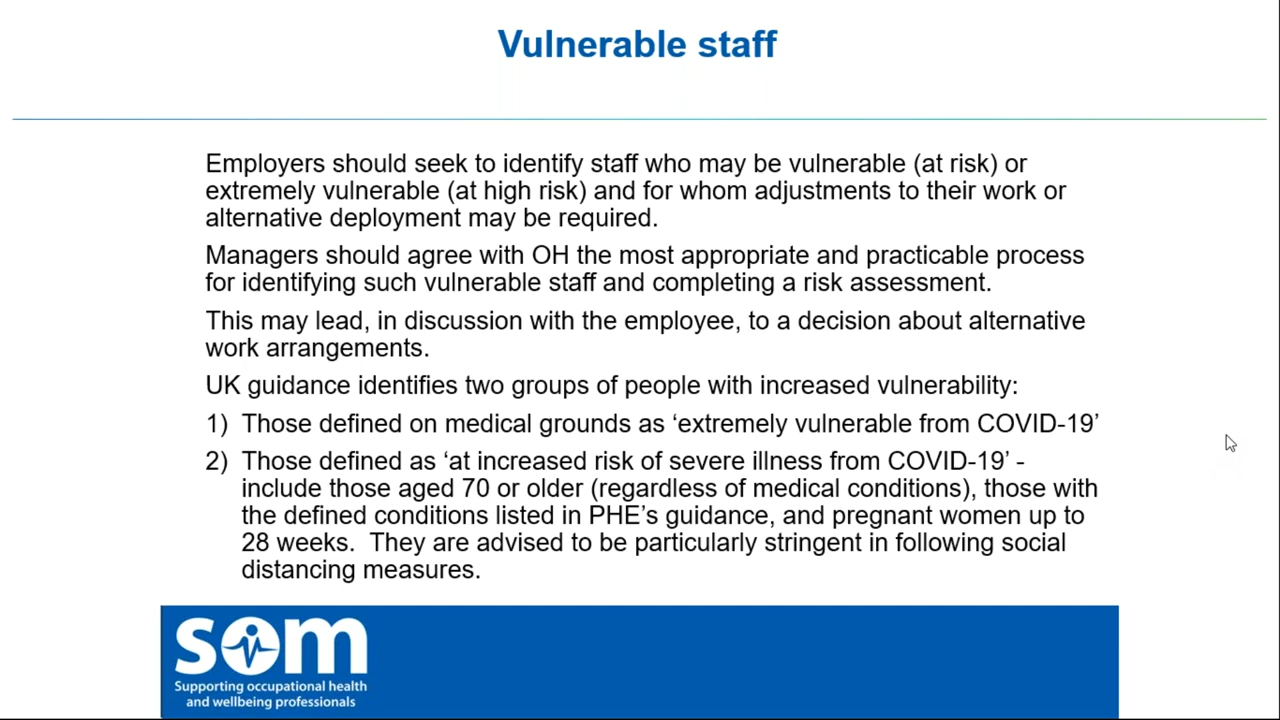 Vulnerable staff
Employers should seek to identify staff who may be vulnerable (at risk) or
extremely vulnerable (at high risk) and for whom adjustments to their work or
alternative deployment may be required.
Managers should agree with OH the most appropriate and practicable process
for identifying such vulnerable staff and completing a risk assessment.
This may lead, in discussion with the employee, to a decision about alternative
work arrangements.
UK guidance identifies two groups of people with increased vulnerability:
1) Those defined on medical grounds as ‘extremely vulnerable from COVID-19’
2) Those defined as ‘at increased risk of severe illness from COVID-19’ -
include those aged 70 or older (regardless of medical conditions), those with
the defined conditions listed in PHE’s guidance, and pregnant women up to
28 weeks.  They are advised to be particularly stringent in following social
distancing measures.
som
Supporting occupational health
and wellbeing professionals